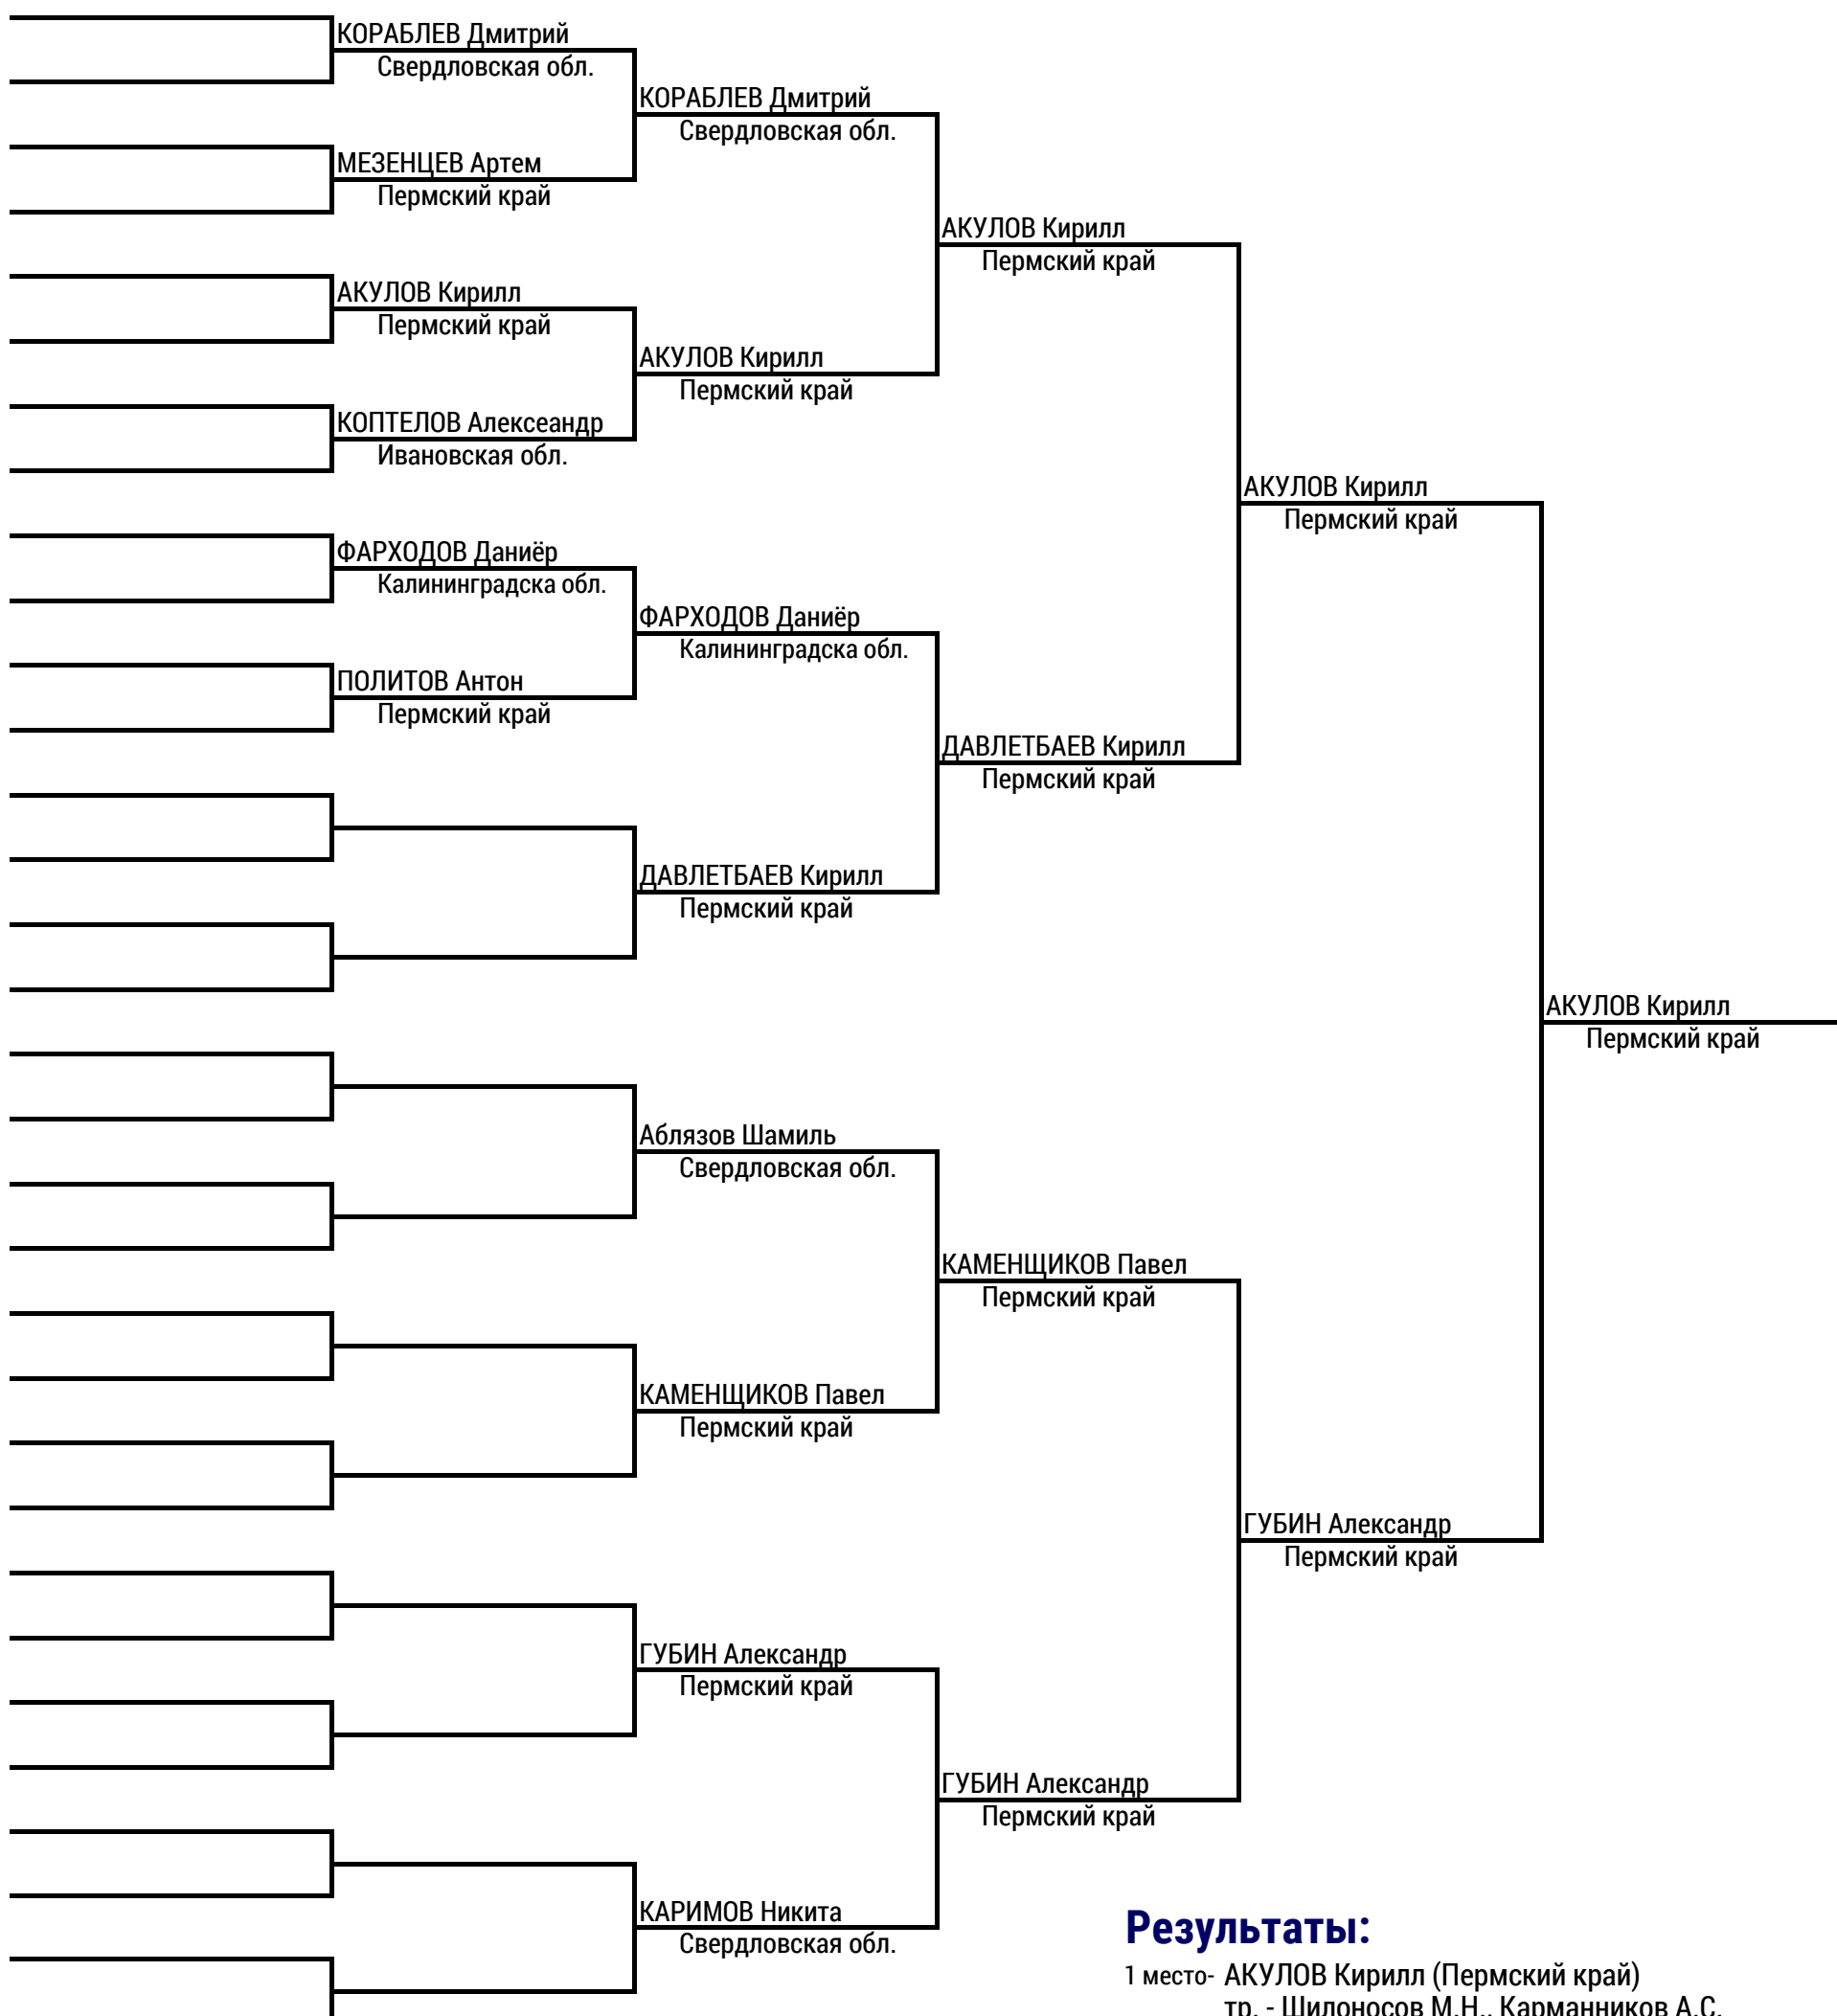 КОРАБЛЕВ Дмитрий
Свердловская обл.
КОРАБЛЕВ Дмитрий
Свердловская обл.
МЕЗЕНЦЕВ Артем
Пермский край
АКУЛОВ Кирилл
Пермский край
АКУЛОВ Кирилл
Пермский край
АКУЛОВ Кирилл
Пермский край
КОПТЕЛОВ Алексеандр
Ивановская обл.
АКУЛОВ Кирилл
Пермский край
ФАРХОДОВ Даниёр
Калининградска обл.
ФАРХОДОВ Даниёр
Калининградска обл.
ПОЛИТОВ Антон
Пермский край
ДАВЛЕТБАЕВ Кирилл
Пермский край
ДАВЛЕТБАЕВ Кирилл
Пермский край
АКУЛОВ Кирилл
Пермский край
Аблязов Шамиль
Свердловская обл.
КАМЕНЩИКОВ Павел
Пермский край
КАМЕНЩИКОВ Павел
Пермский край
ГУБИН Александр
Пермский край
ГУБИН Александр
Пермский край
ГУБИН Александр
Пермский край
КАРИМОВ Никита
Свердловская обл.
Результаты:
1 место- АКУЛОВ Кирилл (Пермский край)
тр. - Шилоносов М.Н., Карманников А.С.